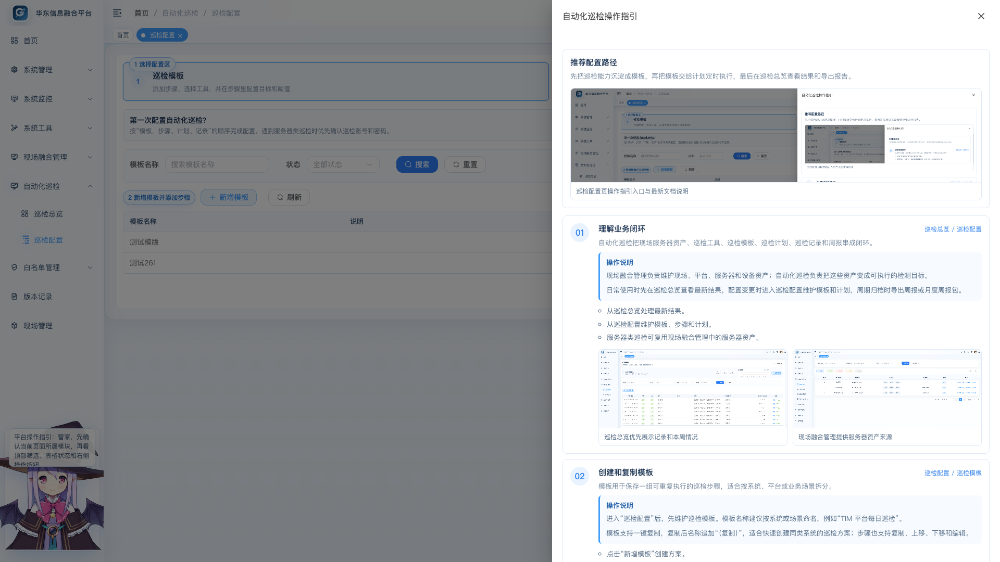 华东信息融合平台
首页
系统管理
系统监控
系统工具
现场融合管理
自动化巡检
巡检总览
巡检配置
白名单管理
版本记录
现场管理
平台操作指引：管家，先确
认当前页面所属模块，再看
顶部筛选、表格状态和右侧
操作按钮
首页 / 自动化巡检 / 巡检配置
首页
巡检配置
1 选择配置区
1
巡检模板
添加步骤、选择工具，并在步骤里配置目标和阈值
第一次配置自动化巡检？
按“模板、步骤、计划、记录”的顺序完成配置，遇到服务器类巡检时优先确认巡检账号和密码。
模板名称 搜索模板名称 状态 全部状态 搜索 重置
2 新增模板并添加步骤 新增模板 刷新
模板名称 说明
测试模版
测试261
自动化巡检操作指引
推荐配置路径
先把巡检能力沉淀成模板，再把模板交给计划定时执行，最后在巡检总览查看结果和导出报告。
巡检配置页操作指引入口与最新文档说明
01
理解业务闭环
巡检总览 / 巡检配置
自动化巡检把现场服务器资产、巡检工具、巡检模板、巡检计划、巡检记录和周报串成闭环。
操作说明
现场融合管理负责维护现场、平台、服务器和设备资产；自动化巡检负责把这些资产变成可执行的检测目标。
日常使用时先在巡检总览查看最新结果，配置变更时进入巡检配置维护模板和计划，周期归档时导出周报或月度周报包。
从巡检总览处理最新结果。
从巡检配置维护模板、步骤和计划。
服务器类巡检可复用现场融合管理中的服务器资产。
巡检总览优先展示记录和本周情况
现场融合管理提供服务器资产来源
02
创建和复制模板
巡检配置 / 巡检模板
模板用于保存一组可重复执行的巡检步骤，适合按系统、平台或业务场景拆分。
操作说明
进入“巡检配置”后，先维护巡检模板。模板名称建议按系统或场景命名，例如“TIM 平台每日巡检”。
模板支持一键复制，复制后名称追加“（复制）”，适合快速创建同类系统的巡检方案；步骤也支持复制、上移、下移和编辑。
点击“新增模板”创建方案。